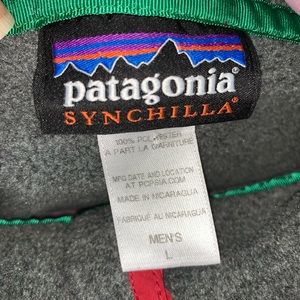 patagonia®
SYNCHILLA®
100% POLYESTER
A PART LA GARNITURE
MFG DATE AND LOCATION
AT PCPSIA.COM
MADE IN NICARAGUA
FABRIQUÉ AU NICARAGUA
MEN'S
L